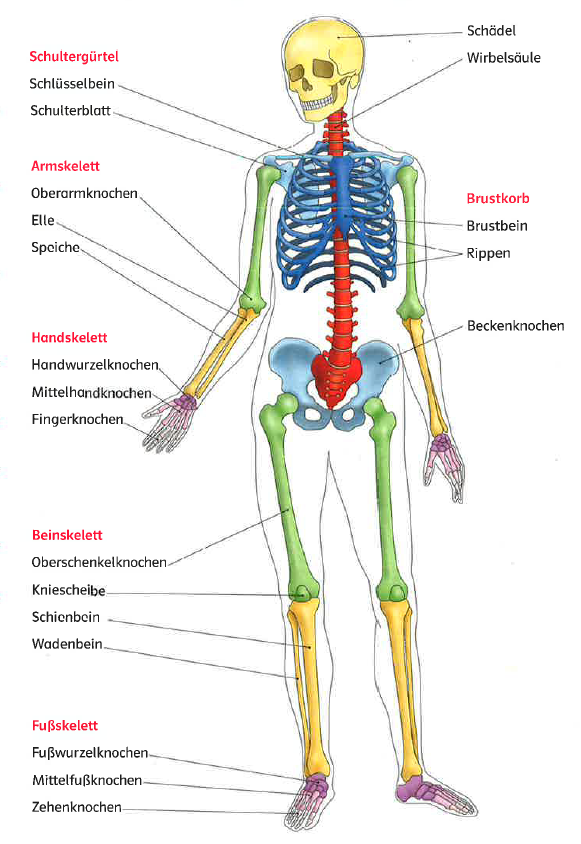 Schädel
Wirbelsäule
Schultergürtel
Schlüsselbein
Schulterblatt
Armskelett
Oberarmknochen
Elle
Speiche
Brustkorb
Brustbein
Rippen
Beckenknochen
Handskelett
Handwurzelknochen
Mittelhandknochen
Fingerknochen
Beinskelett
Oberschenkelknochen
Kniescheibe
Schienbein
Wadenbein
Fußskelett
Fußwurzelknochen
Mittelfußknochen
Zehenknochen